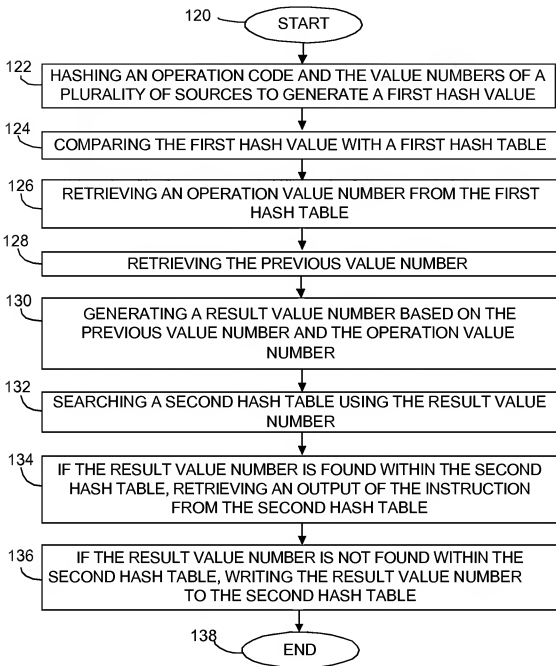 120
START
122
HASHING AN OPERATION CODE AND THE VALUE NUMBERS OF A
PLURALITY OF SOURCES TO GENERATE A FIRST HASH VALUE
124
COMPARING THE FIRST HASH VALUE WITH A FIRST HASH TABLE
126
RETRIEVING AN OPERATION VALUE NUMBER FROM THE FIRST
HASH TABLE
128
RETRIEVING THE PREVIOUS VALUE NUMBER
130
GENERATING A RESULT VALUE NUMBER BASED ON THE
PREVIOUS VALUE NUMBER AND THE OPERATION VALUE
NUMBER
132
SEARCHING A SECOND HASH TABLE USING THE RESULT VALUE
NUMBER
134
IF THE RESULT VALUE NUMBER IS FOUND WITHIN THE SECOND
HASH TABLE, RETRIEVING AN OUTPUT OF THE INSTRUCTION
FROM THE SECOND HASH TABLE
136
IF THE RESULT VALUE NUMBER IS NOT FOUND WITHIN THE
SECOND HASH TABLE, WRITING THE RESULT VALUE NUMBER
TO THE SECOND HASH TABLE
138
END